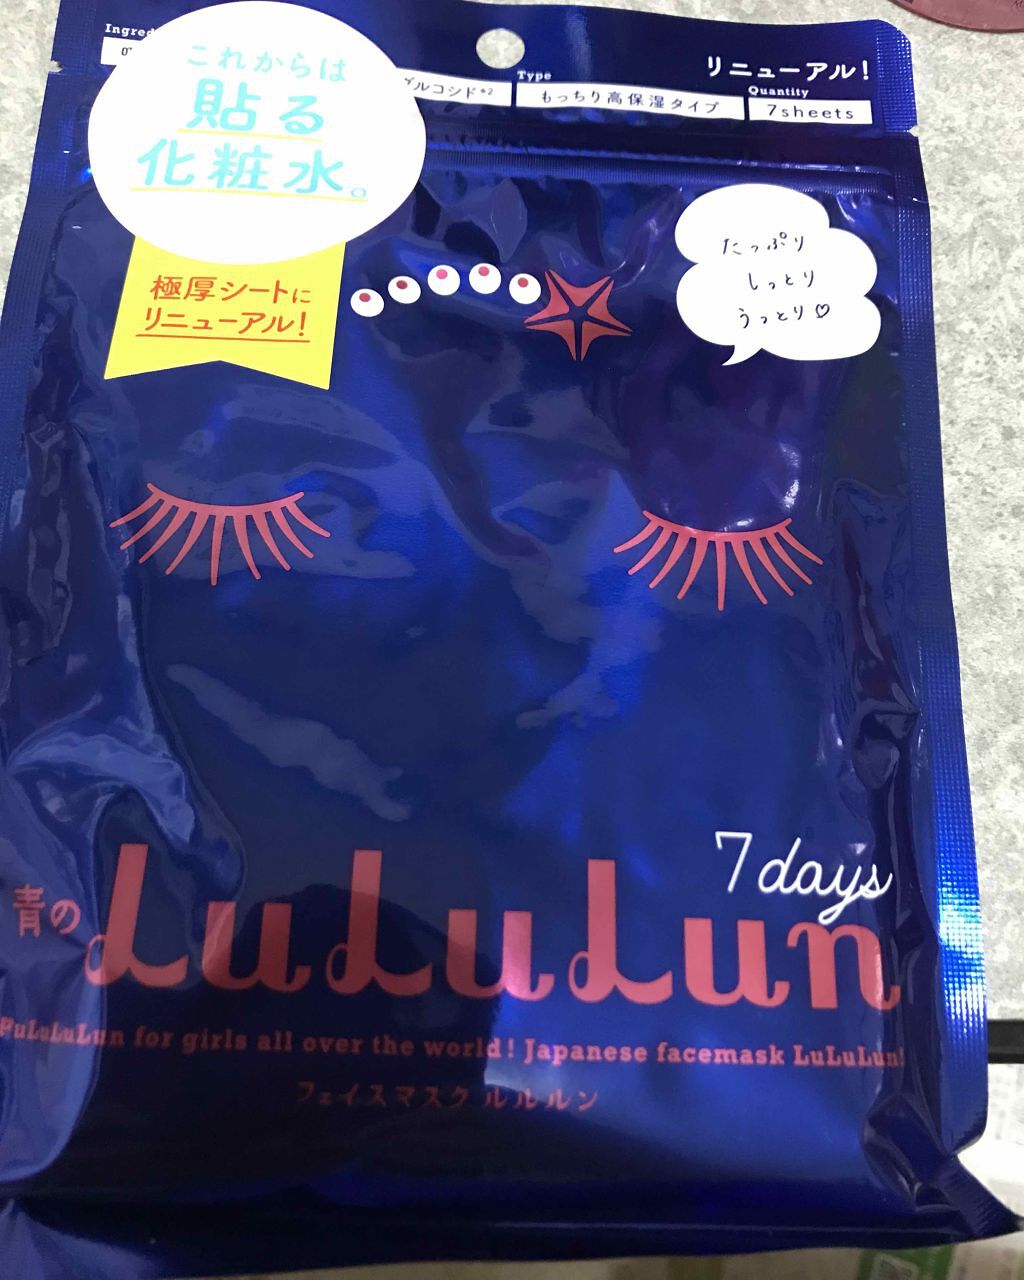 リニューアル!
Type
Quantity
グルコシド*2
もっちり高保湿タイプ
7sheets
これからは
貼る
化粧水。
極厚シートに
リニューアル!
たっぷり
しっとり
うっとり♡
7days
青の
LuLuLun
PuLuLuLun for girls all over the world! Japanese facemask LuLuLun!
フェイスマスク ルルルン